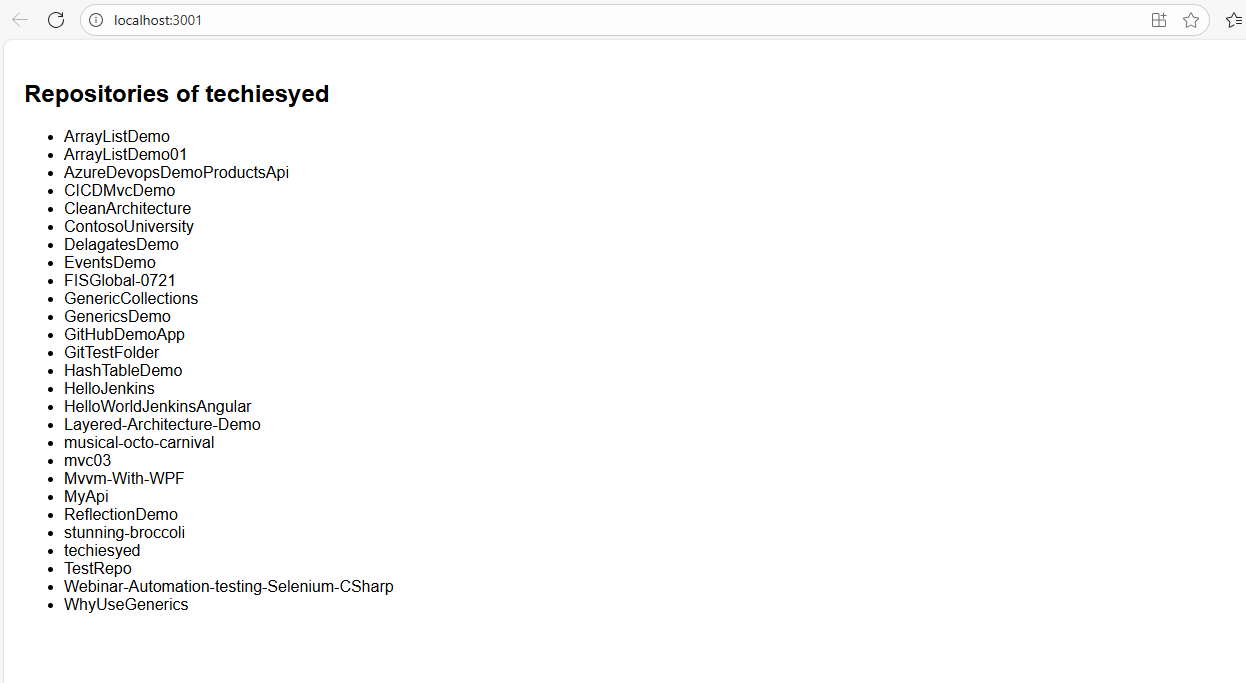 localhost:3001
Repositories of techiesyed
ArrayListDemo
ArrayListDemo01
AzureDevopsDemoProductsApi
CICDMvcDemo
CleanArchitecture
ContosoUniversity
DelagatesDemo
EventsDemo
FISGlobal-0721
GenericCollections
GenericsDemo
GitHubDemoApp
GitTestFolder
HashTableDemo
HelloJenkins
HelloWorldJenkinsAngular
Layered-Architecture-Demo
musical-octo-carnival
mvc03
Mvvm-With-WPF
MyApi
ReflectionDemo
stunning-broccoli
techiesyed
TestRepo
Webinar-Automation-testing-Selenium-CSharp
WhyUseGenerics